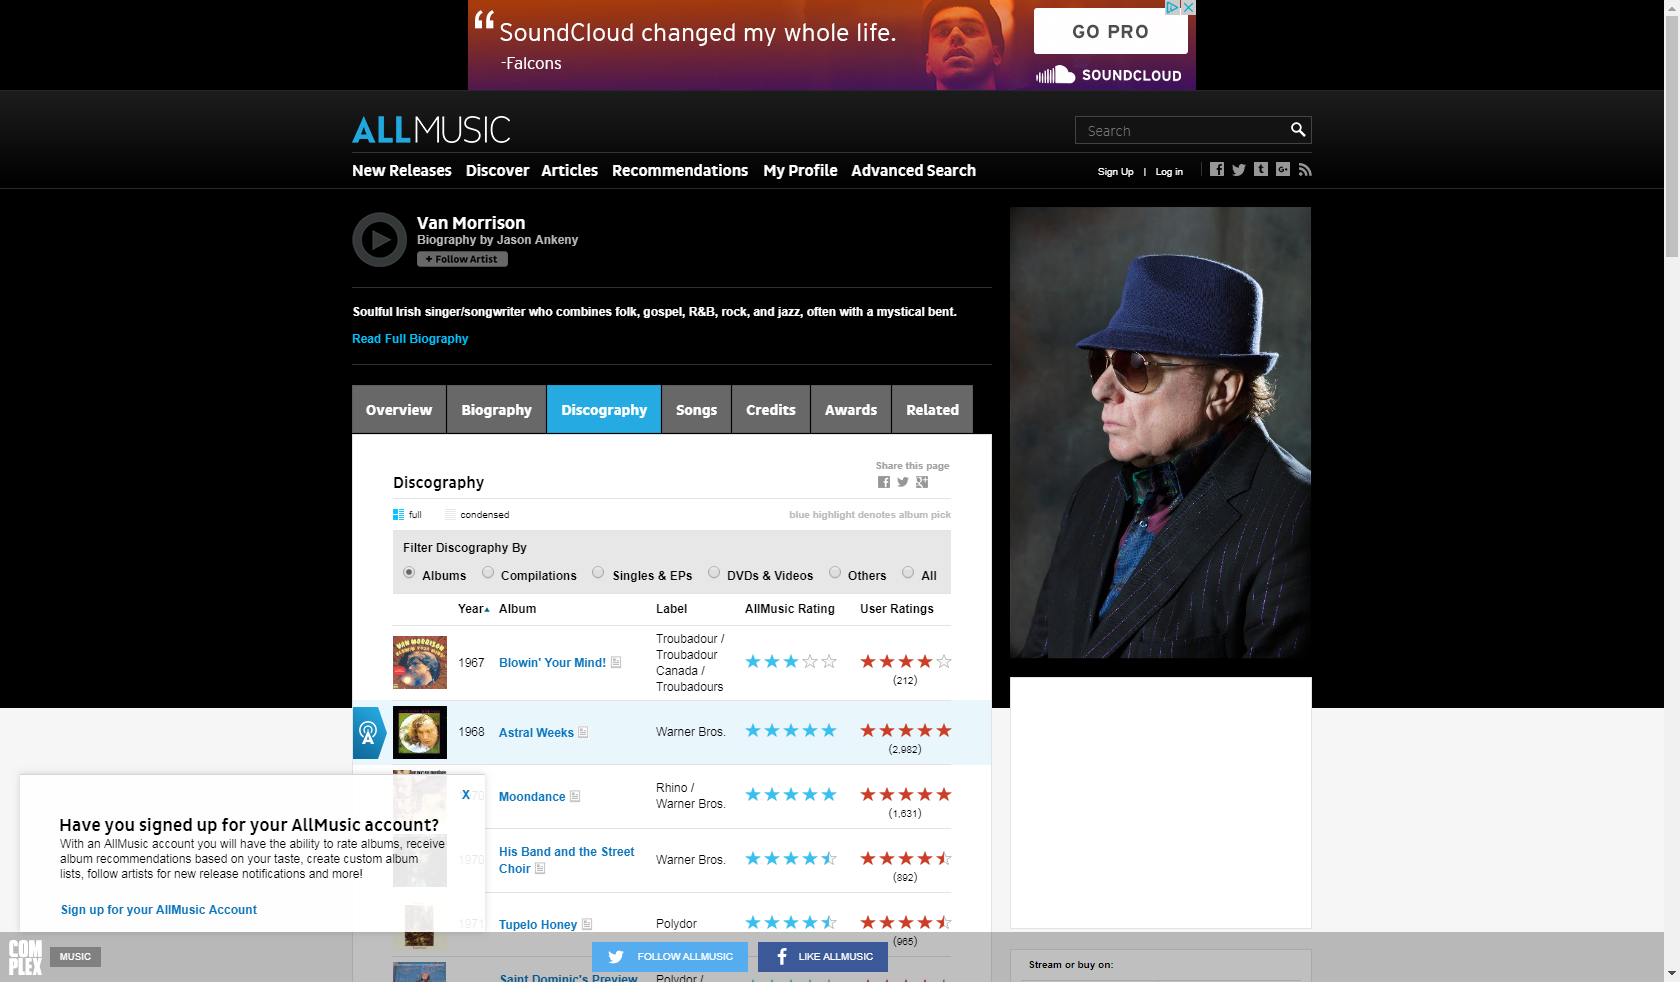 “ SoundCloud changed my whole life.
-Falcons
GO PRO
SOUNDCLOUD
ALLMUSIC
Search
New Releases Discover Articles Recommendations My Profile Advanced Search
Sign Up | Log in
Van Morrison
Biography by Jason Ankeny
+ Follow Artist
Soulful Irish singer/songwriter who combines folk, gospel, R&B, rock, and jazz, often with a mystical bent.
Read Full Biography
Overview Biography Discography Songs Credits Awards Related
Share this page
Discography
full condensed
blue highlight denotes album pick
Filter Discography By
Albums Compilations Singles & EPs DVDs & Videos Others All
Year Album Label AllMusic Rating User Ratings
VAN MORRISON
BLOWIN' YOUR MIND!
1967 Blowin' Your Mind!
Troubadour /
Troubadour
Canada /
Troubadours
(212)
1968 Astral Weeks Warner Bros.
(2,982)
1970 Moondance
Rhino /
Warner Bros.
(1,631)
1970
His Band and the Street
Choir
Warner Bros.
(892)
1971 Tupelo Honey Polydor
(965)
Saint Dominic's Preview Polydor /
X
Have you signed up for your AllMusic account?
With an AllMusic account you will have the ability to rate albums, receive
album recommendations based on your taste, create custom album
lists, follow artists for new release notifications and more!
Sign up for your AllMusic Account
COM
PLEX
MUSIC
FOLLOW ALLMUSIC
LIKE ALLMUSIC
Stream or buy on: